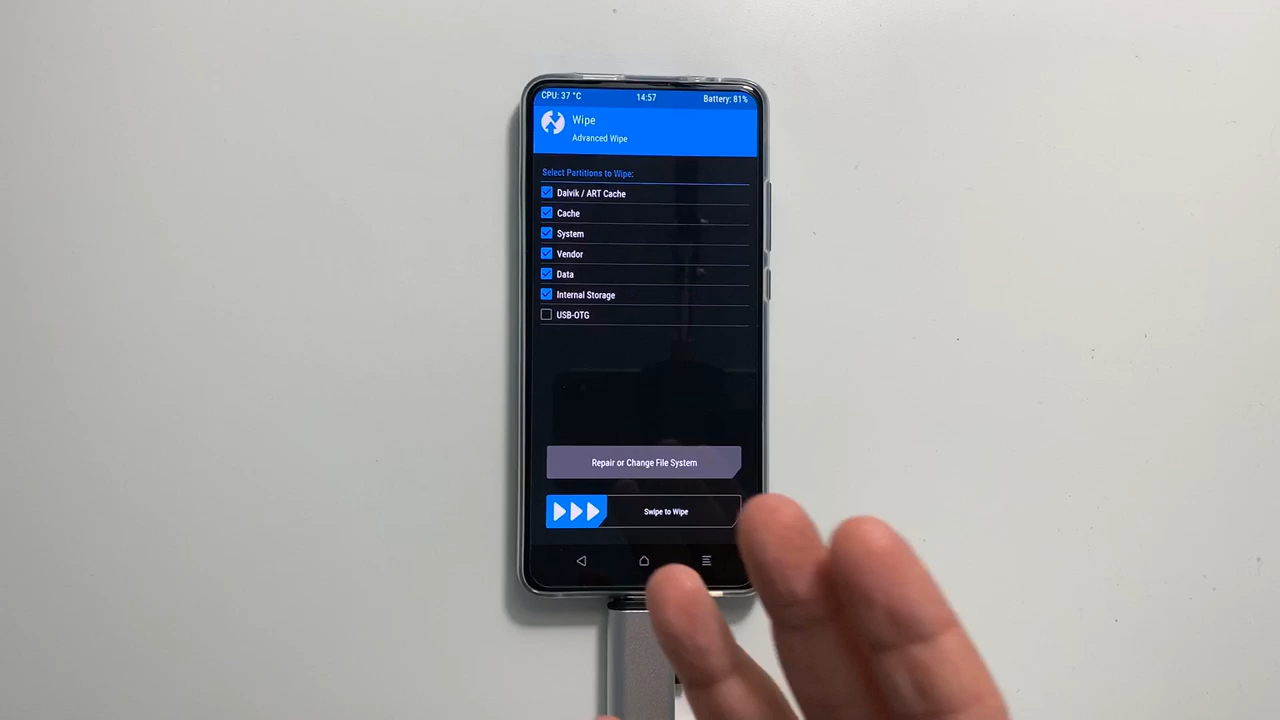 CPU: 37 °C 14:57 Battery: 81%
Wipe
Advanced Wipe
Select Partitions to Wipe:
Dalvik / ART Cache
Cache
System
Vendor
Data
Internal Storage
USB-OTG
Repair or Change File System
Swipe to Wipe